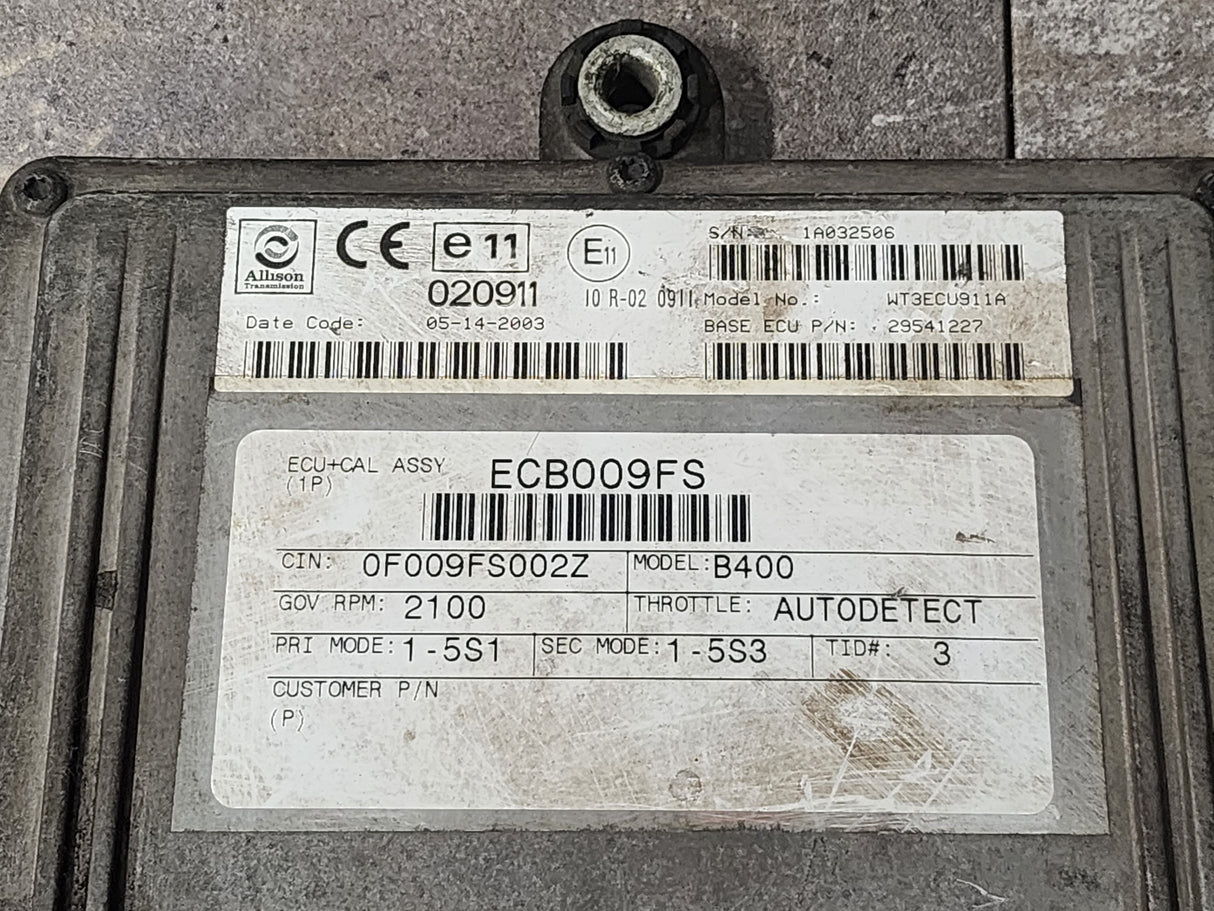 Allison
Transmission
CE
e11
020911
E11
10 R-02 0911
S/N: 1A032506
Model No.: WT3ECU911A
Date Code: 05-14-2003
BASE ECU P/N: 29541227
ECU+CAL ASSY ECB009FS
(1P)
CIN: 0F009FS002Z MODEL: B400
GOV RPM: 2100 THROTTLE: AUTODETECT
PRI MODE: 1-5S1 SEC MODE: 1-5S3 TID#: 3
CUSTOMER P/N
(P)